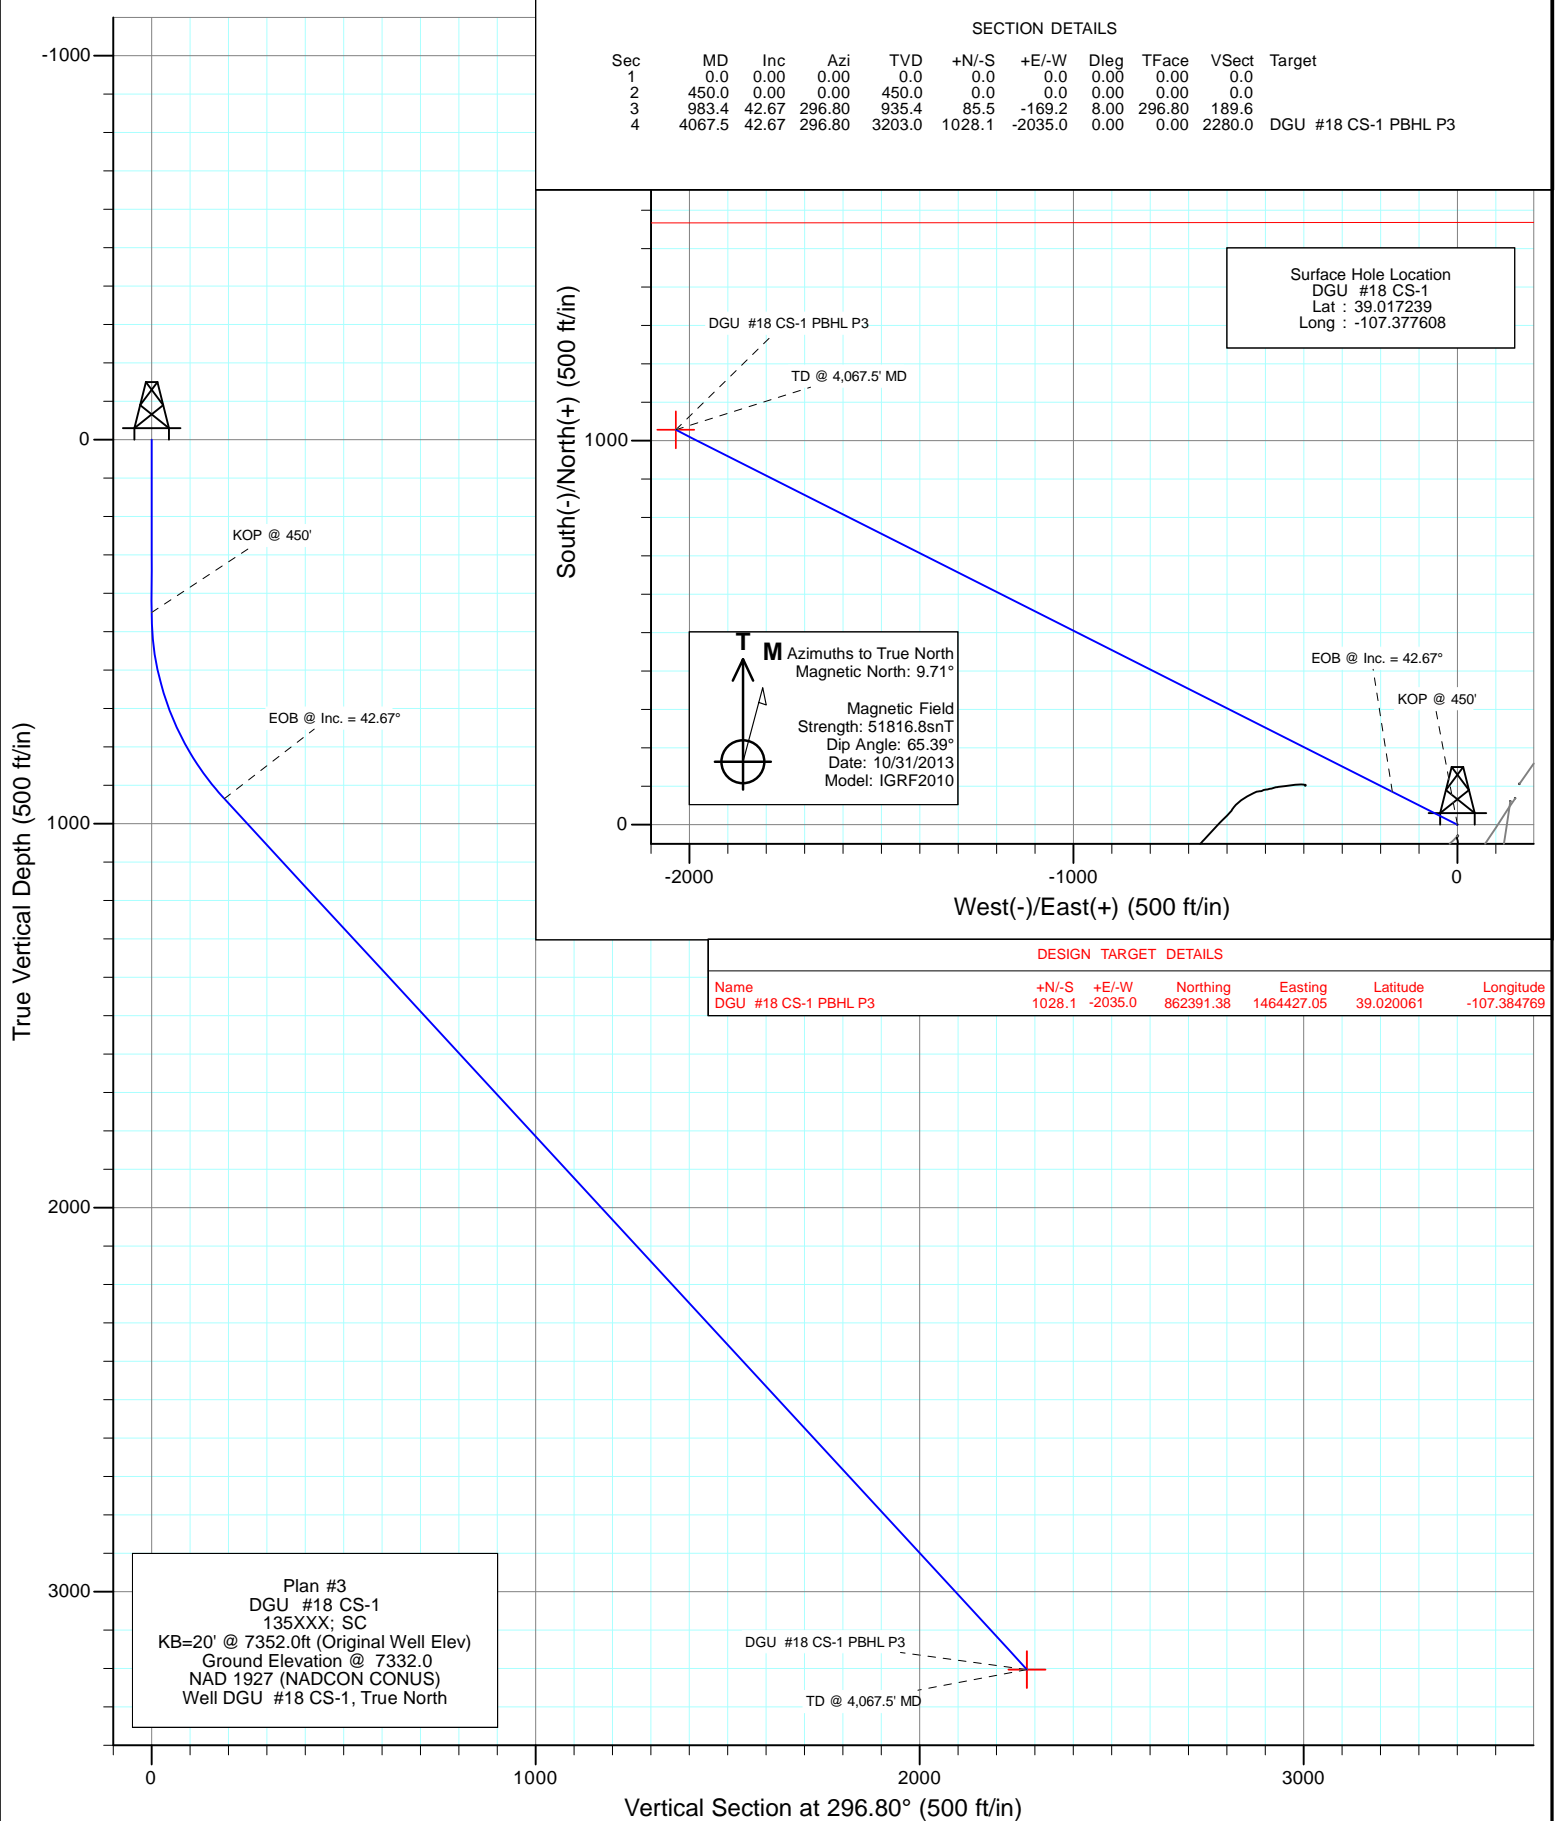 SECTION DETAILS
Sec MD Inc Azi TVD +N/-S +E/-W Dleg TFace VSect Target
1 0.0 0.00 0.00 0.0 0.0 0.0 0.00 0.00 0.0
2 450.0 0.00 0.00 450.0 0.0 0.0 0.00 0.00 0.0
3 983.4 42.67 296.80 935.4 85.5 -169.2 8.00 296.80 189.6
4 4067.5 42.67 296.80 3203.0 1028.1 -2035.0 0.00 0.00 2280.0 DGU #18 CS-1 PBHL P3
Surface Hole Location
DGU #18 CS-1
Lat : 39.017239
Long : -107.377608
South(-)/North(+) (500 ft/in)
1000
0
DGU #18 CS-1 PBHL P3
TD @ 4,067.5' MD
EOB @ Inc. = 42.67°
KOP @ 450'
T
M
Azimuths to True North
Magnetic North: 9.71°
Magnetic Field
Strength: 51816.8snT
Dip Angle: 65.39°
Date: 10/31/2013
Model: IGRF2010
-2000
-1000
0
West(-)/East(+) (500 ft/in)
DESIGN TARGET DETAILS
Name +N/-S +E/-W Northing Easting Latitude Longitude
DGU #18 CS-1 PBHL P3 1028.1 -2035.0 862391.38 1464427.05 39.020061 -107.384769
True Vertical Depth (500 ft/in)
-1000
0
1000
2000
3000
KOP @ 450'
EOB @ Inc. = 42.67°
DGU #18 CS-1 PBHL P3
TD @ 4,067.5' MD
Plan #3
DGU #18 CS-1
135XXX; SC
KB=20' @ 7352.0ft (Original Well Elev)
Ground Elevation @ 7332.0
NAD 1927 (NADCON CONUS)
Well DGU #18 CS-1, True North
0
1000
2000
3000
Vertical Section at 296.80° (500 ft/in)